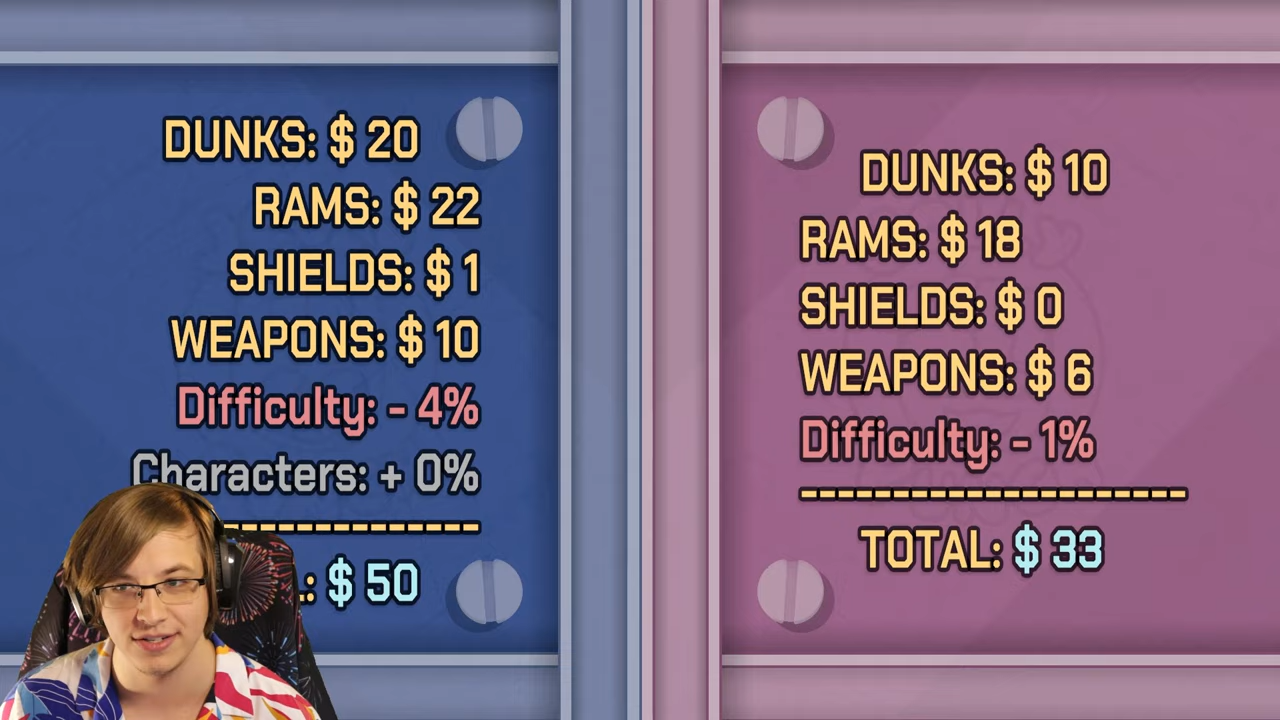 DUNKS: $ 20
RAMS: $ 22
SHIELDS: $ 1
WEAPONS: $ 10
Difficulty: - 4%
Characters: + 0%
L: $ 50
DUNKS: $ 10
RAMS: $ 18
SHIELDS: $ 0
WEAPONS: $ 6
Difficulty: - 1%
--------------------
TOTAL: $ 33